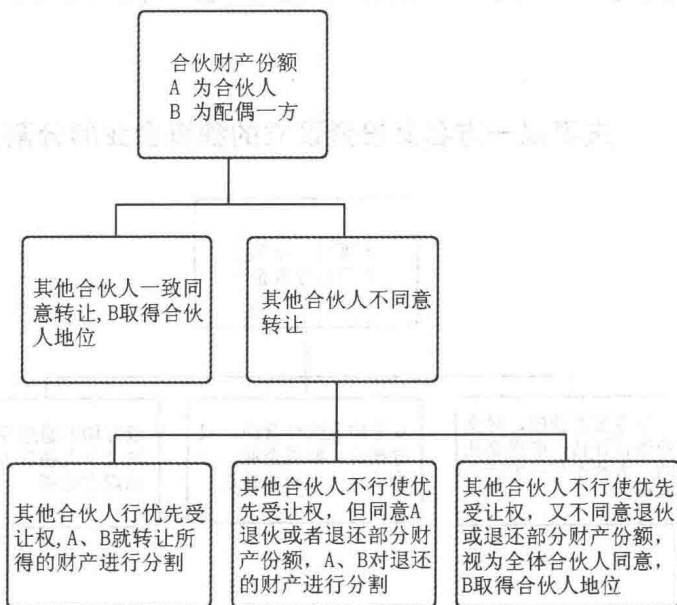 合伙财产份额
A 为合伙人
B 为配偶一方
其他合伙人一致同
意转让,B取得合伙
人地位
其他合伙人不同意
转让
其他合伙人行优先受
让权,A、B就转让所
得的财产进行分割
其他合伙人不行使优
先受让权，但同意A
退伙或者退还部分财
产份额，A、B对退还
的财产进行分割
其他合伙人不行使优先
受让权，又不同意退伙
或退还部分财产份额，
视为全体合伙人同意，
B取得合伙人地位